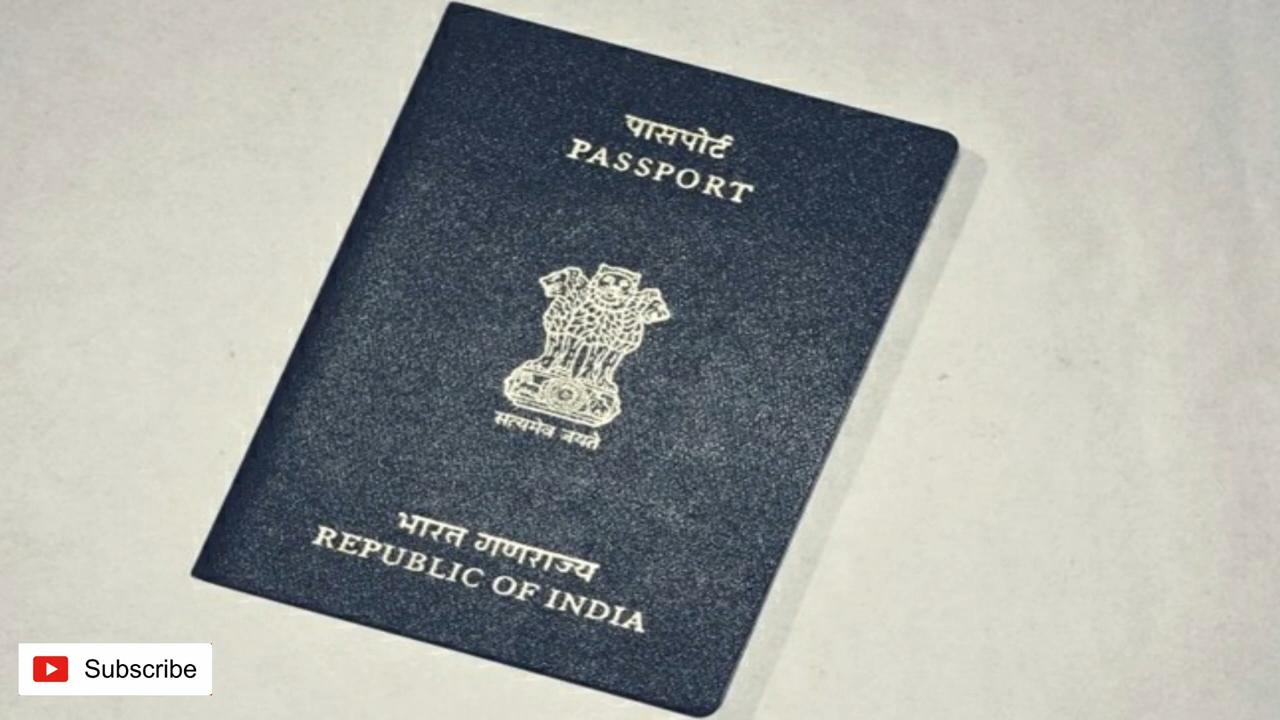 पासपोर्ट
PASSPORT
सत्यमेव जयते
भारत गणराज्य
REPUBLIC OF INDIA
Subscribe